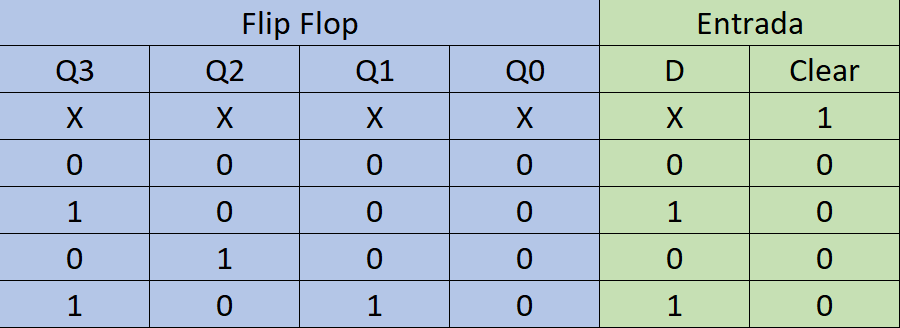 Flip Flop Entrada
Q3 Q2 Q1 Q0 D Clear
X X X X X 1
0 0 0 0 0 0
1 0 0 0 1 0
0 1 0 0 0 0
1 0 1 0 1 0